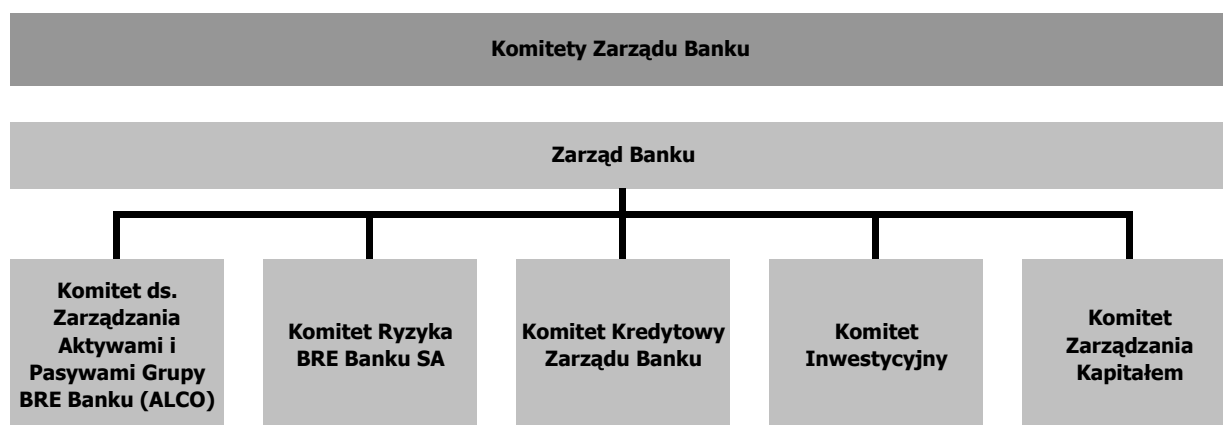 Komitety Zarządu Banku
Zarząd Banku
Komitet ds.
Zarządzania
Aktywami i
Pasywami Grupy
BRE Banku (ALCO)
Komitet Ryzyka
BRE Banku SA
Komitet Kredytowy
Zarządu Banku
Komitet
Inwestycyjny
Komitet
Zarządzania
Kapitałem